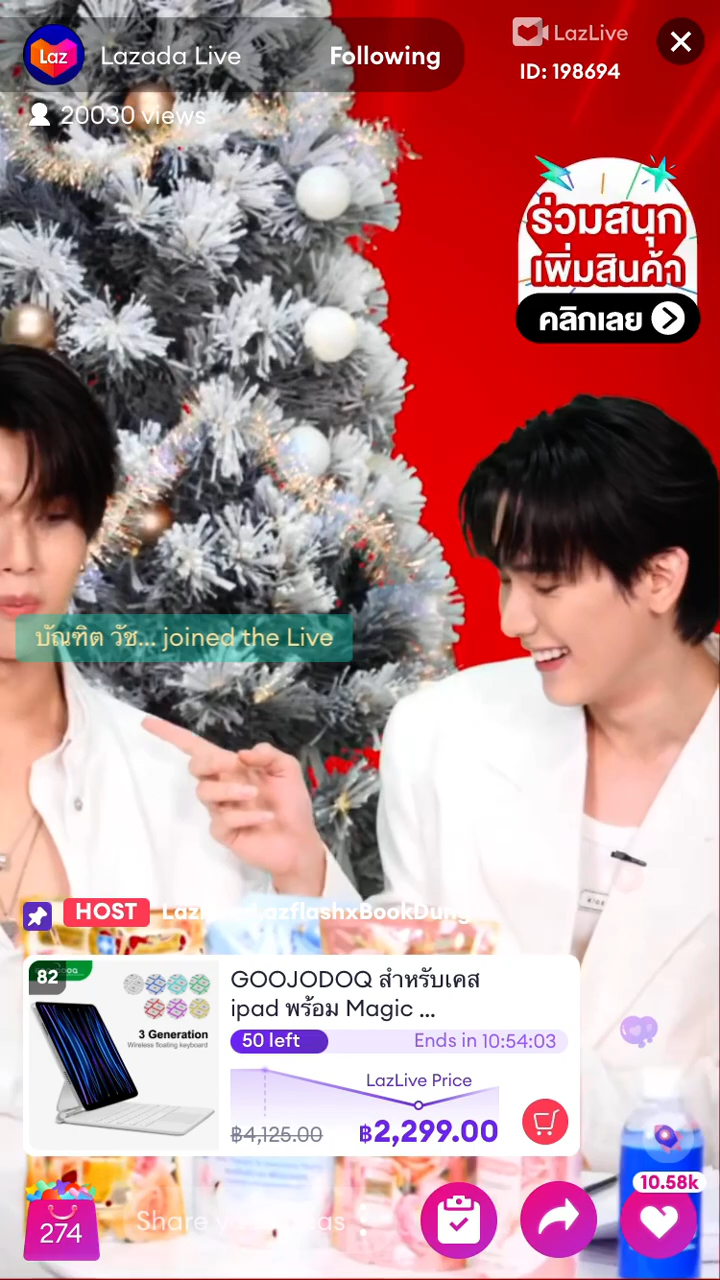 Laz
Lazada Live
Following
LazLive
ID: 198694
20030 views
ร่วมสนุก
เพิ่มสินค้า
คลิกเลย
บัณฑิต วัช... joined the Live
HOST
82
3 Generation
Wireless floating keyboard
GOOJODOQ สำหรับเคส
ipad พร้อม Magic ...
50 left
Ends in 10:54:03
LazLive Price
฿4,125.00
฿2,299.00
274
Share
10.58k